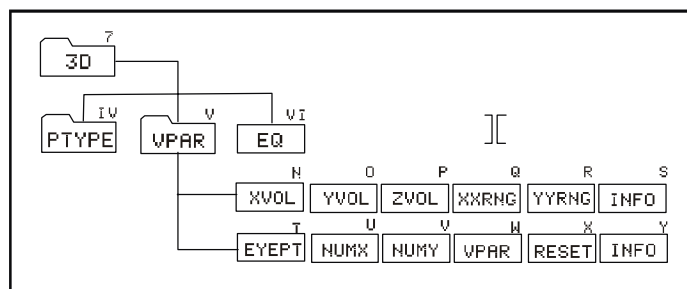 7
3D
IV V VI
PTYPE VPAR EQ
N O P Q R S
XVOL YVOL ZVOL XXRNG YYRNG INFO
T U V W X Y
EYEPT NUMX NUMY VPAR RESET INFO